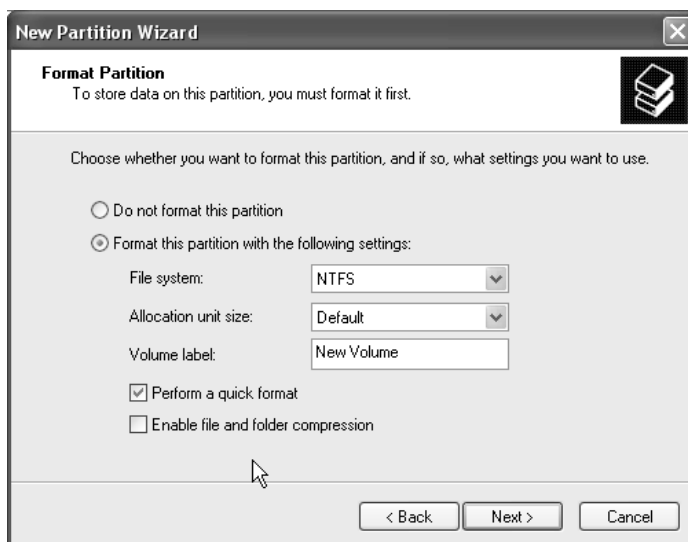 New Partition Wizard
Format Partition
To store data on this partition, you must format it first.
Choose whether you want to format this partition, and if so, what settings you want to use.
Do not format this partition
Format this partition with the following settings:
File system: NTFS
Allocation unit size: Default
Volume label: New Volume
Perform a quick format
Enable file and folder compression
< Back Next > Cancel